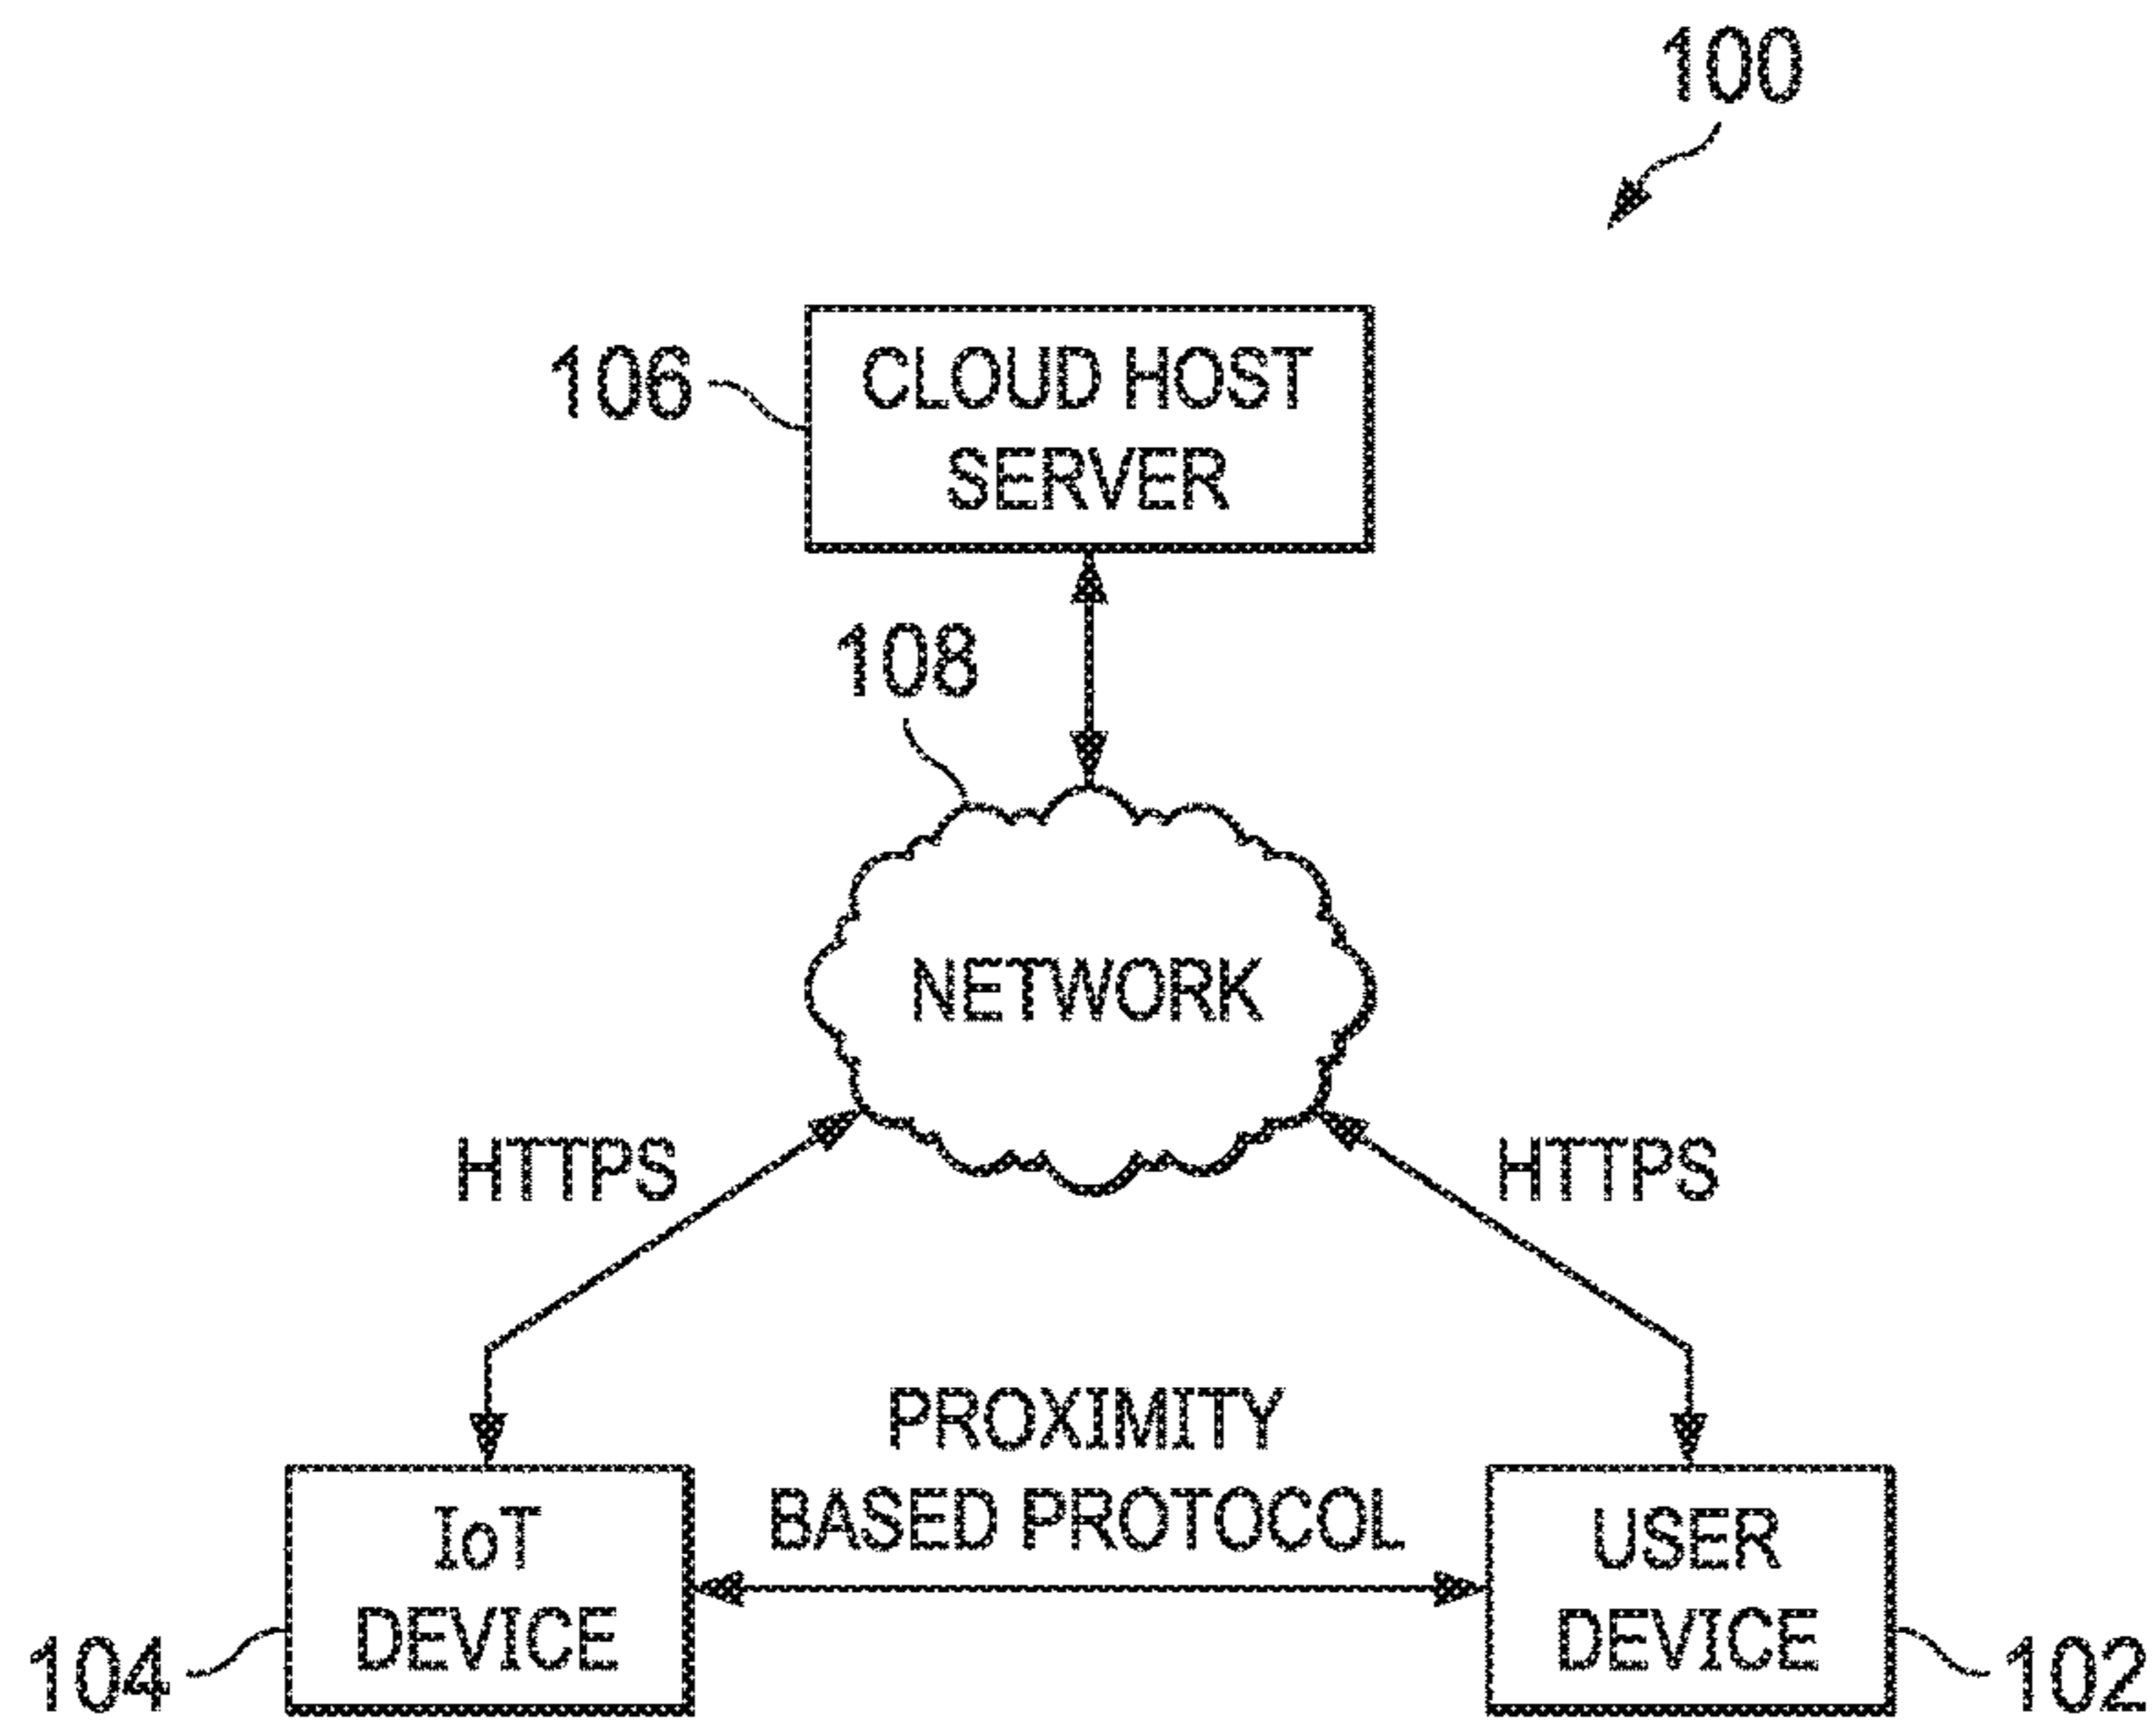 100
106
CLOUD HOST
SERVER
108
NETWORK
HTTPS
HTTPS
PROXIMITY
BASED PROTOCOL
IoT
DEVICE
USER
DEVICE
104
102